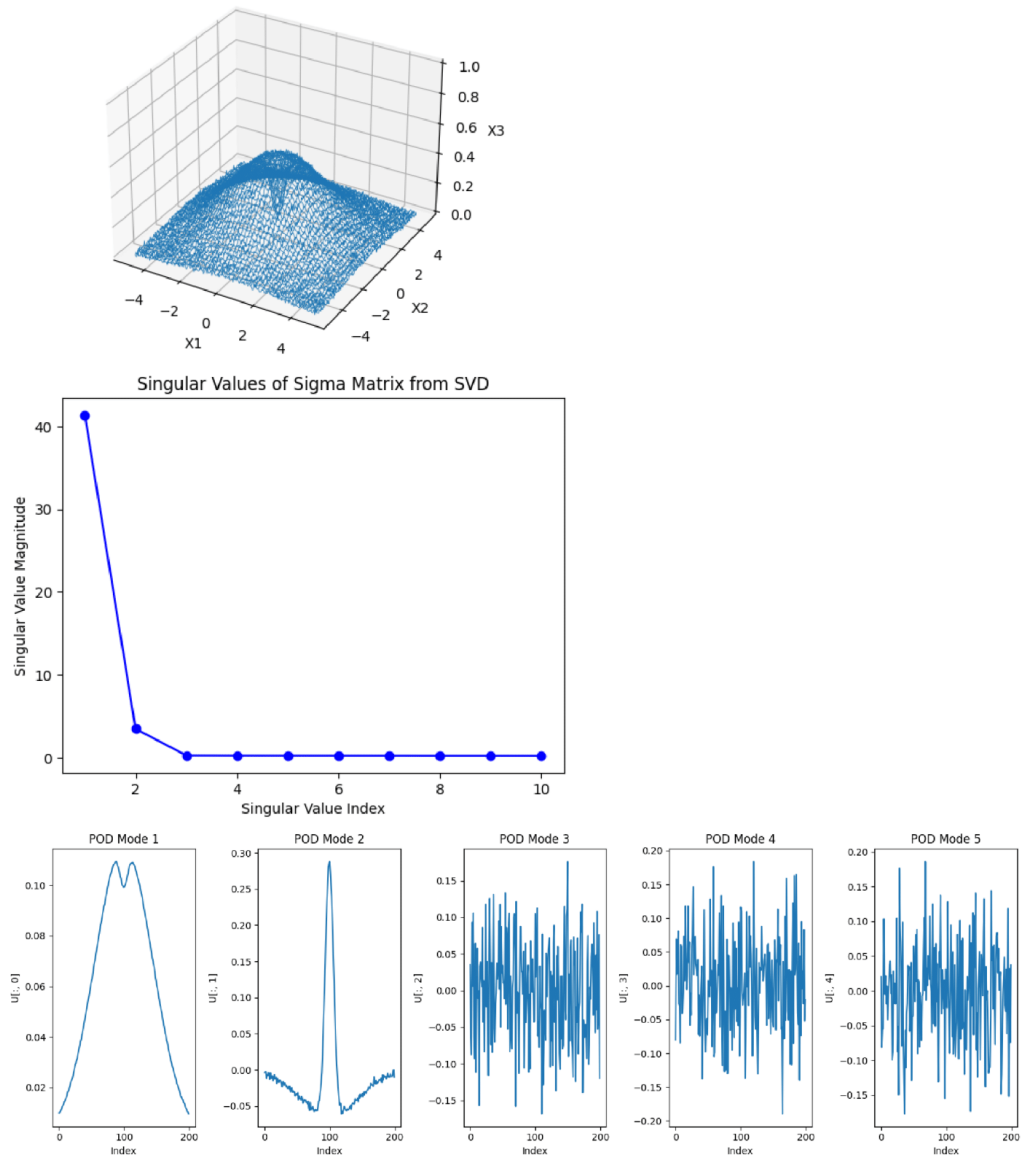 1.0
0.8
0.6 X3
0.4
0.2
0.0
−4 −2 0 2 4
X1
−4 −2 0 2 4
X2
Singular Values of Sigma Matrix from SVD
40
30
20
10
0
Singular Value Magnitude
2 4 6 8 10
Singular Value Index
POD Mode 1
0.10
0.08
0.06
0.04
0.02
U[:, 0]
0 100 200
Index
POD Mode 2
0.30
0.25
0.20
0.15
0.10
0.05
0.00
−0.05
U[:, 1]
0 100 200
Index
POD Mode 3
0.15
0.10
0.05
0.00
−0.05
−0.10
−0.15
U[:, 2]
0 100 200
Index
POD Mode 4
0.20
0.15
0.10
0.05
0.00
−0.05
−0.10
−0.15
−0.20
U[:, 3]
0 100 200
Index
POD Mode 5
0.20
0.15
0.10
0.05
0.00
−0.05
−0.10
−0.15
U[:, 4]
0 100 200
Index